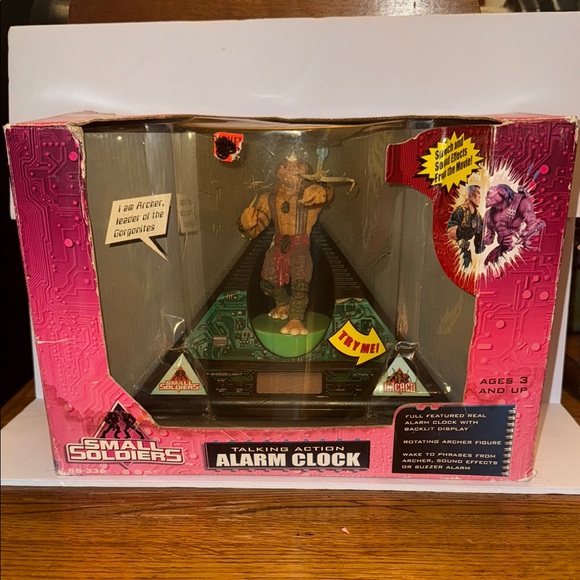 Speech and
Sound Effects
From the Movie!
I am Archer,
leader of the
Gorgonites
TRY ME!
SMALL
SOLDIERS
ARCHER
AGES 3
AND UP
SMALL
SOLDIERS
TALKING ACTION
ALARM CLOCK
FULL FEATURED REAL
ALARM CLOCK WITH
BACKLIT DISPLAY
ROTATING ARCHER FIGURE
WAKE TO PHRASES FROM
ARCHER, SOUND EFFECTS
OR BUZZER ALARM